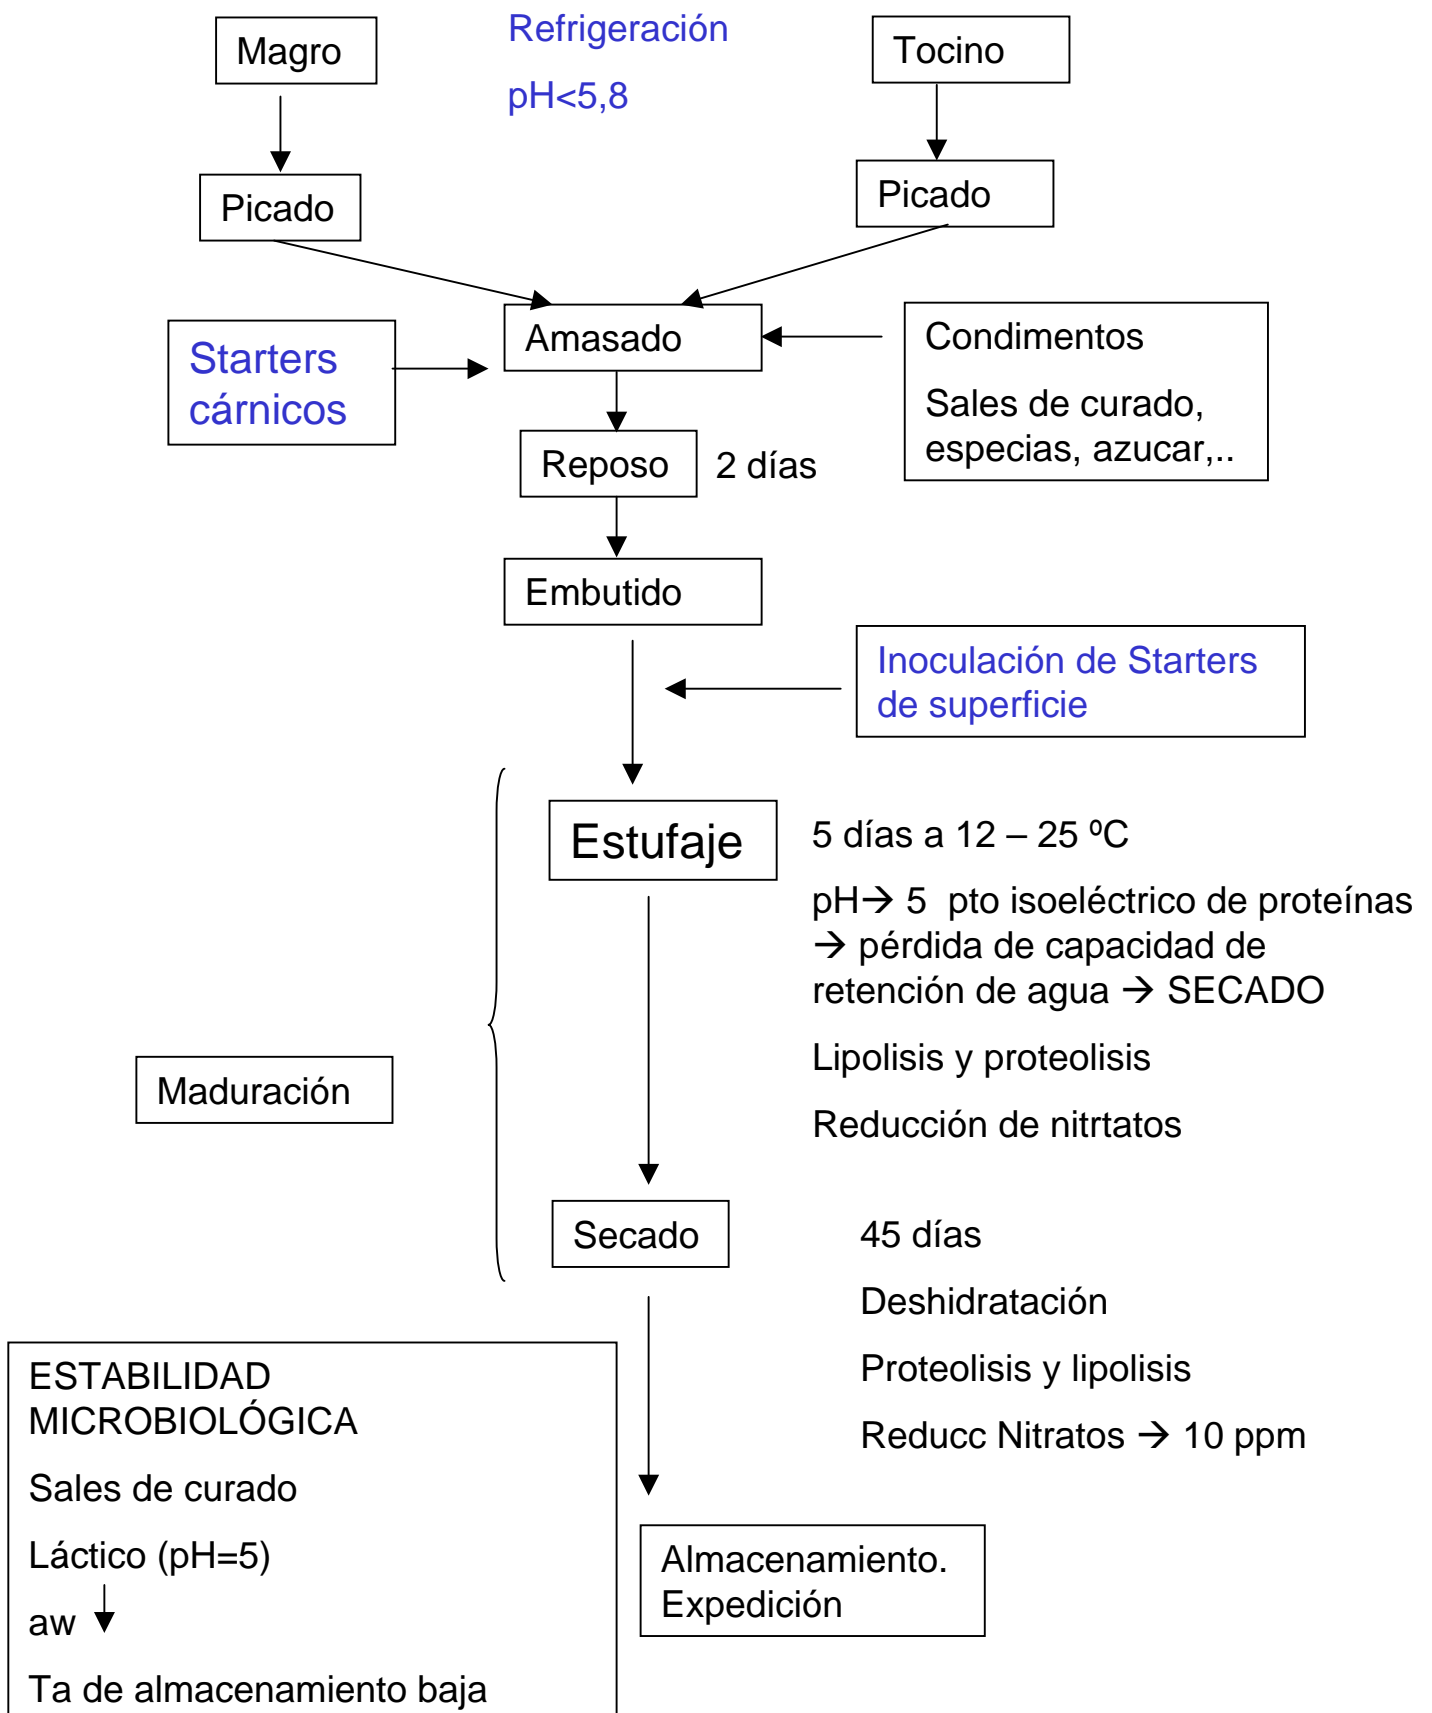 Magro
Refrigeración
pH<5,8
Tocino
Picado
Picado
Amasado
Starters
cárnicos
Condimentos
Sales de curado,
especias, azucar,..
Reposo
2 días
Embutido
Inoculación de Starters
de superficie
Estufaje
5 días a 12 – 25 ºC
pH→ 5 pto isoeléctrico de proteínas
→ pérdida de capacidad de
retención de agua → SECADO
Lipolisis y proteolisis
Reducción de nitrtatos
Maduración
Secado
45 días
Deshidratación
Proteolisis y lipolisis
Reducc Nitratos → 10 ppm
ESTABILIDAD
MICROBIOLÓGICA
Sales de curado
Láctico (pH=5)
aw ↓
Ta de almacenamiento baja
Almacenamiento.
Expedición